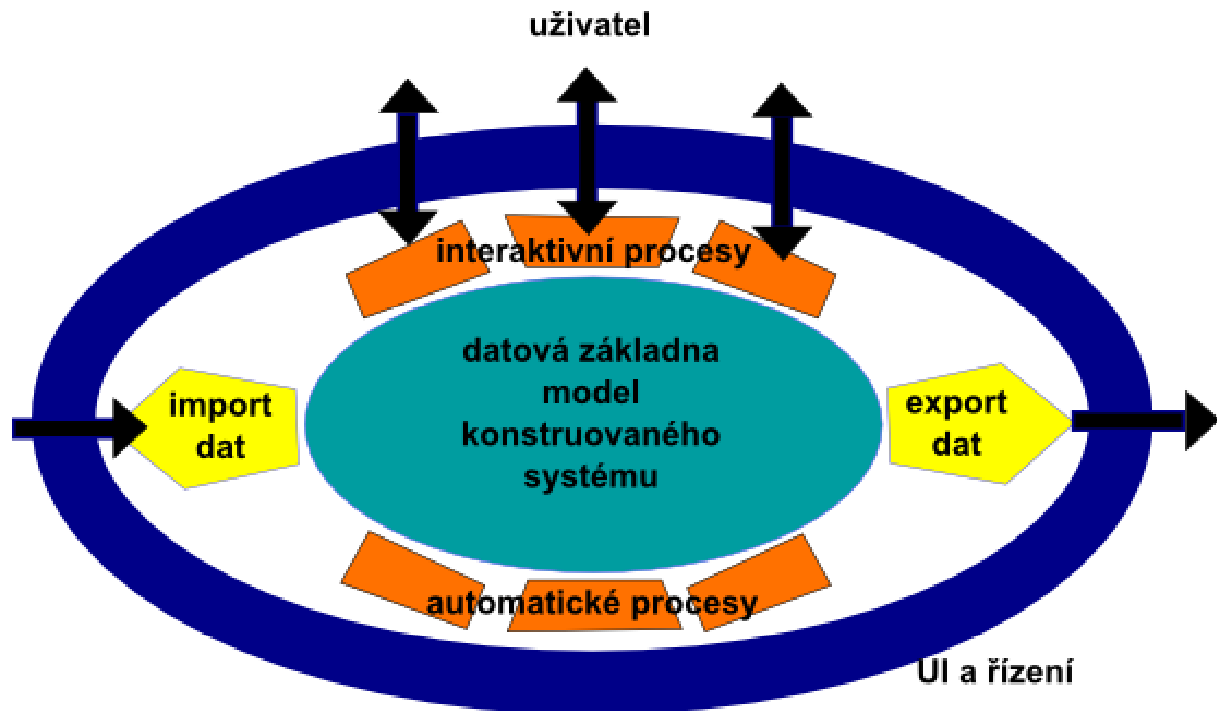 uživatel
interaktivní procesy
datová základna
model
konstruovaného
systému
import
dat
export
dat
automatické procesy
UI a řízení